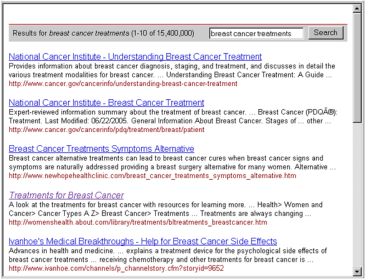 Results for breast cancer treatments (1-10 of 15,400,000) breast cancer treatments Search
National Cancer Institute - Understanding Breast Cancer Treatment
Provides information about breast cancer diagnosis, staging, and treatment, and discusses in detail the
various treatment modalities for breast cancer. ... Understanding Breast Cancer Treatment: A Guide ...
http://www.cancer.gov/cancerinfo/understanding-breast-cancer-treatment
National Cancer Institute - Breast Cancer Treatment
Expert-reviewed information summary about the treatment of breast cancer. ... Breast Cancer (PDQÂ®):
Treatment. Last Modified: 06/22/2005. General Information About Breast Cancer. Stages of ... other ...
http://www.cancer.gov/cancerinfo/pdq/treatment/breast/patient
Breast Cancer Treatments Symptoms Alternative
Breast cancer alternative treatments can lead to breast cancer cures when breast cancer signs and
symptoms are naturally addressed providing a breast surgery alternative for many women. Alternative ...
http://www.newhopehealthclinic.com/breast_cancer_treatments_symptoms_alternative.htm
Treatments for Breast Cancer
A look at the treatments for breast cancer with resources for learning more. ... Health> Women and
Cancer> Cancer Types A Z> Breast Cancer> Treatments ... Treatments are always changing ...
http://womenshealth.about.com/library/treatments/bltreatments_breastcancer.htm
Ivanhoe's Medical Breakthroughs - Help for Breast Cancer Side Effects
Advances in health and medicine. ... explains a treatment device for the psychological side effects of
breast cancer treatments ... receiving chemotherapy and other treatments for breast cancer is ...
http://www.ivanhoe.com/channels/p_channelstory.cfm?storyid=9652